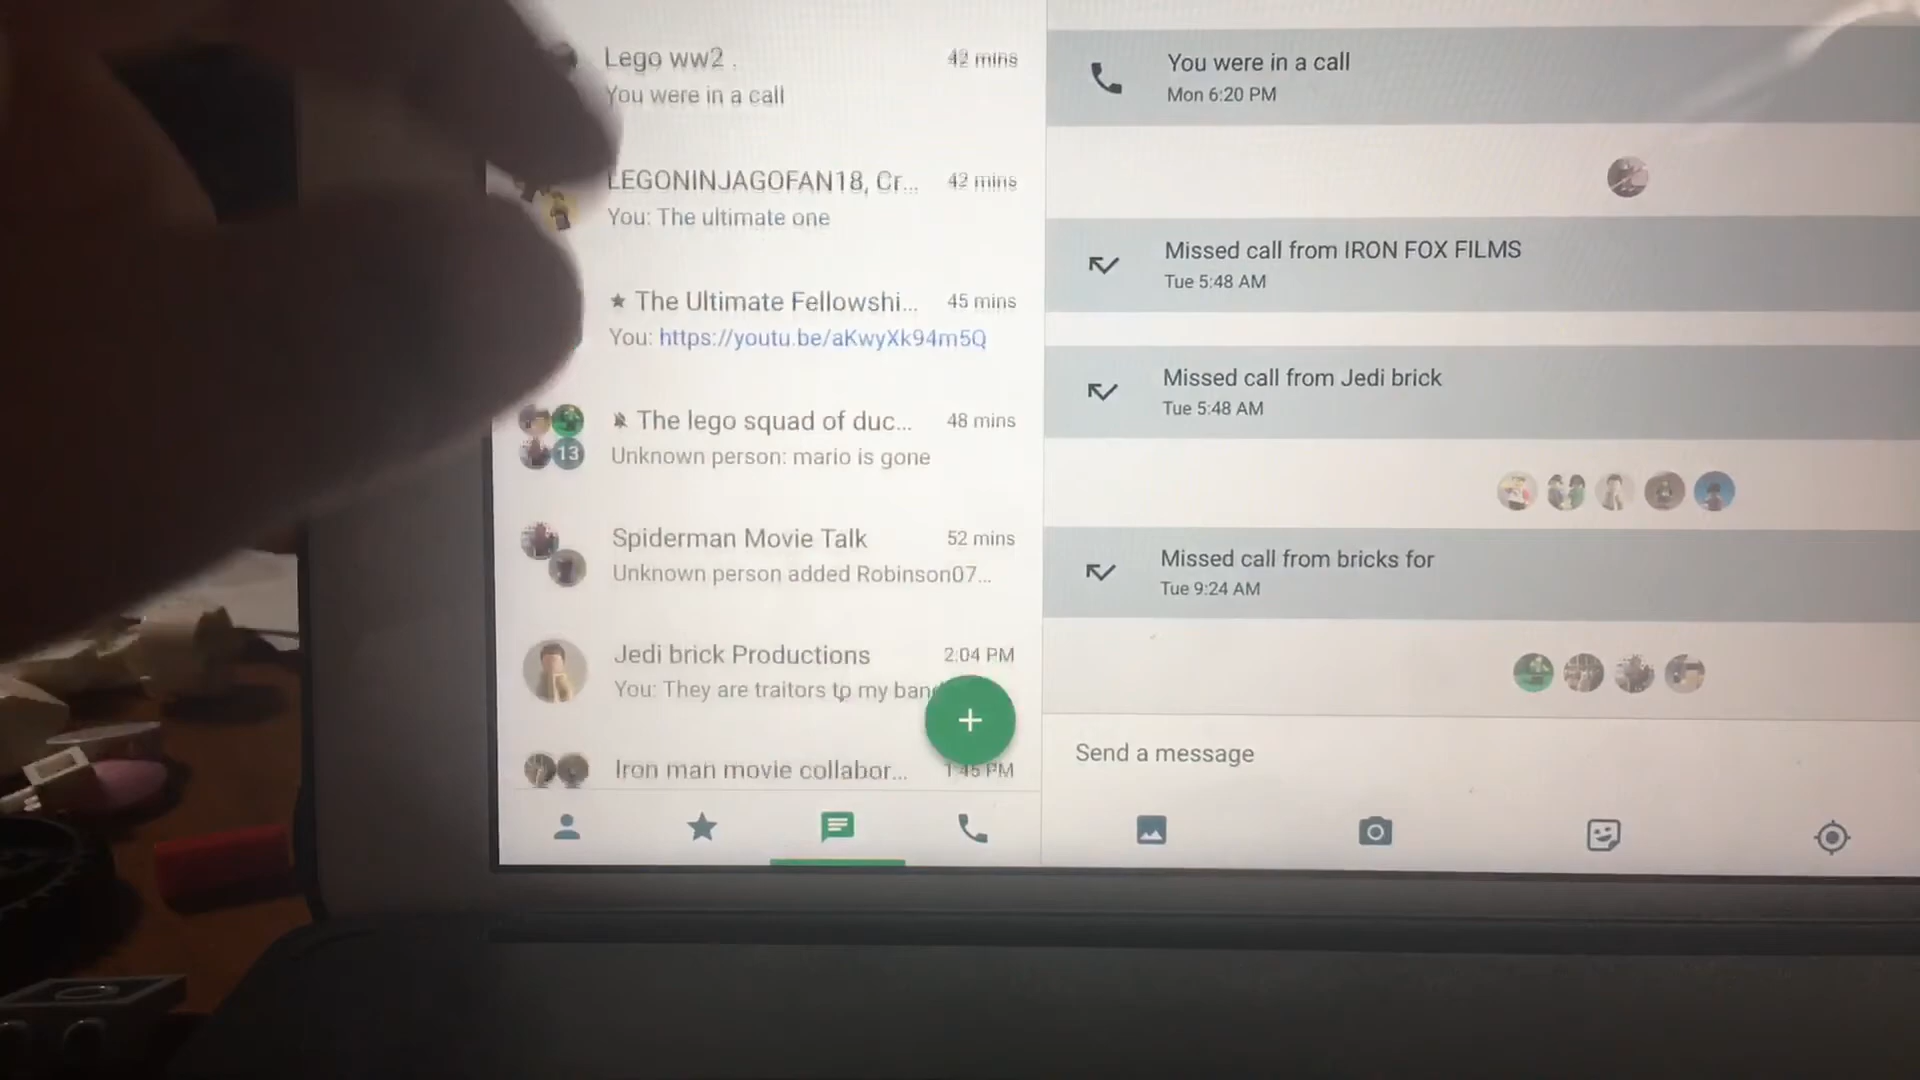 Lego ww2 .
42 mins
You were in a call
LEGONINJAGOFAN18, Cr...
42 mins
You: The ultimate one
The Ultimate Fellowshi...
45 mins
You: https://youtu.be/aKwyXk94m5Q
The lego squad of duc...
48 mins
13
Unknown person: mario is gone
Spiderman Movie Talk
52 mins
Unknown person added Robinson07...
Jedi brick Productions
2:04 PM
You: They are traitors to my band
+
Iron man movie collabor...
1:45 PM
You were in a call
Mon 6:20 PM
Missed call from IRON FOX FILMS
Tue 5:48 AM
Missed call from Jedi brick
Tue 5:48 AM
Missed call from bricks for
Tue 9:24 AM
Send a message